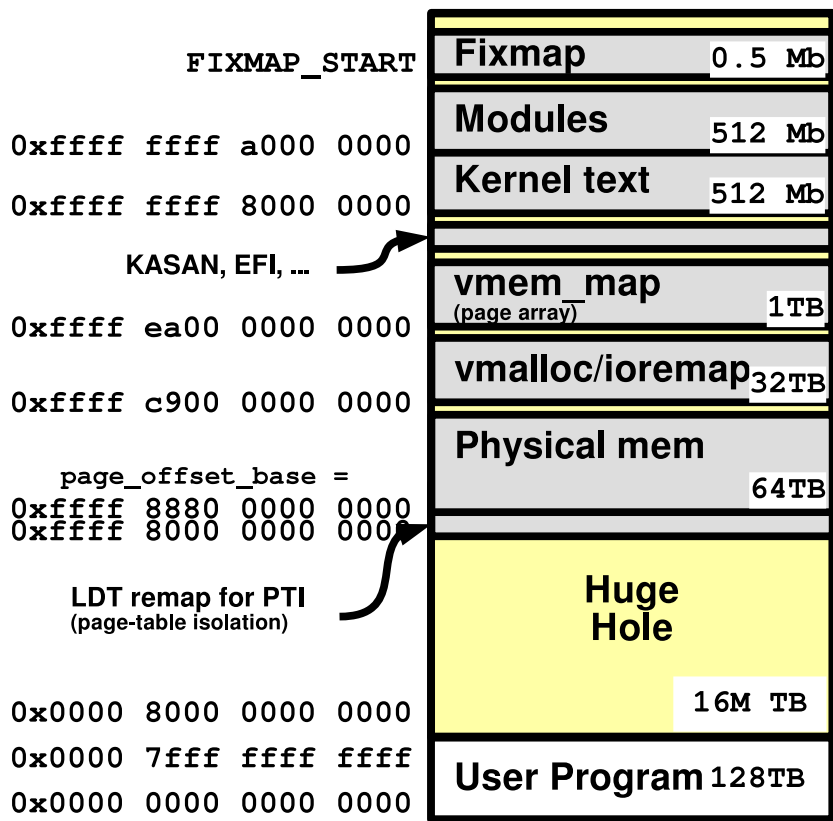 FIXMAP_START Fixmap 0.5 Mb
Modules
0xffff ffff a000 0000 512 Mb
Kernel text
0xffff ffff 8000 0000 512 Mb
KASAN, EFI, ...
vmem_map
(page array) 1TB
0xffff ea00 0000 0000
vmalloc/ioremap 32TB
0xffff c900 0000 0000
Physical mem
page_offset_base =
64TB
0xffff 8880 0000 0000
0xffff 8000 0000 0000
LDT remap for PTI
(page-table isolation)
Huge
Hole
16M TB
0x0000 8000 0000 0000
0x0000 7fff ffff ffff
User Program 128TB
0x0000 0000 0000 0000